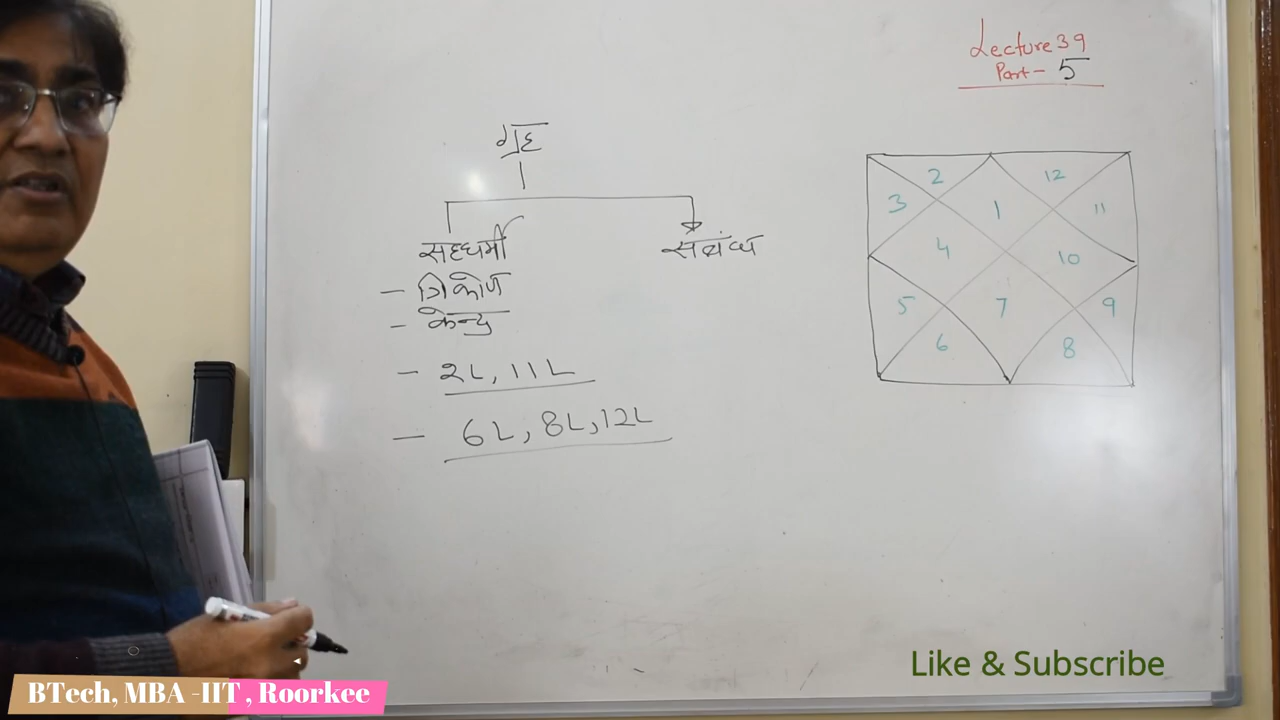 Lecture 39
Part- 5
ग्रह
सहधर्मी
सबंध
- त्रिकोण
- केन्द्र
- 2L, 11L
- 6L, 8L, 12L
2
12
3
1
11
4
10
5
7
9
6
8
Like & Subscribe
BTech, MBA -IIT , Roorkee